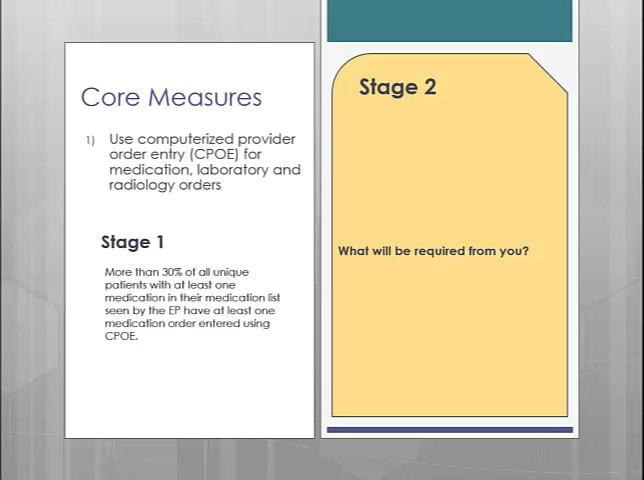 Core Measures
1) Use computerized provider
order entry (CPOE) for
medication, laboratory and
radiology orders
Stage 1
More than 30% of all unique
patients with at least one
medication in their medication list
seen by the EP have at least one
medication order entered using
CPOE.
Stage 2
What will be required from you?